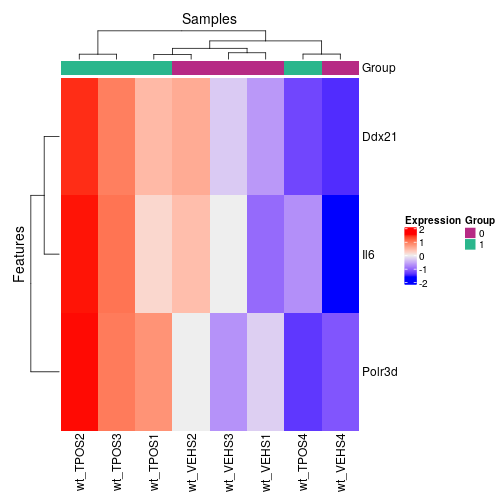 Samples
Group
Ddx21
Il6
Polr3d
Features
Expression
2
1
0
-1
-2
Group
0
1
wt_TPOS2
wt_TPOS3
wt_TPOS1
wt_VEHS2
wt_VEHS3
wt_VEHS1
wt_TPOS4
wt_VEHS4